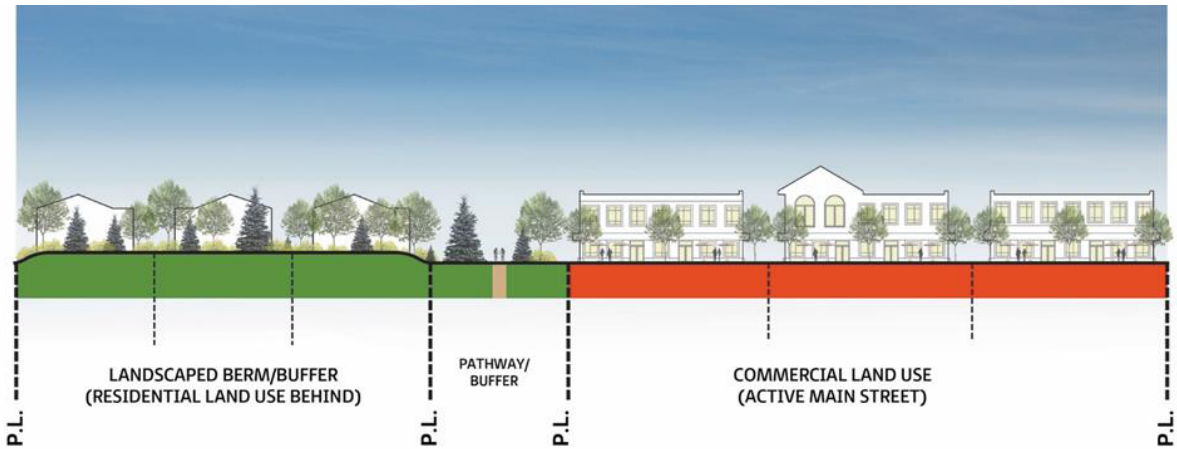 LANDSCAPED BERM/BUFFER
(RESIDENTIAL LAND USE BEHIND)
PATHWAY/
BUFFER
COMMERCIAL LAND USE
(ACTIVE MAIN STREET)
P.L.
P.L.
P.L.
P.L.